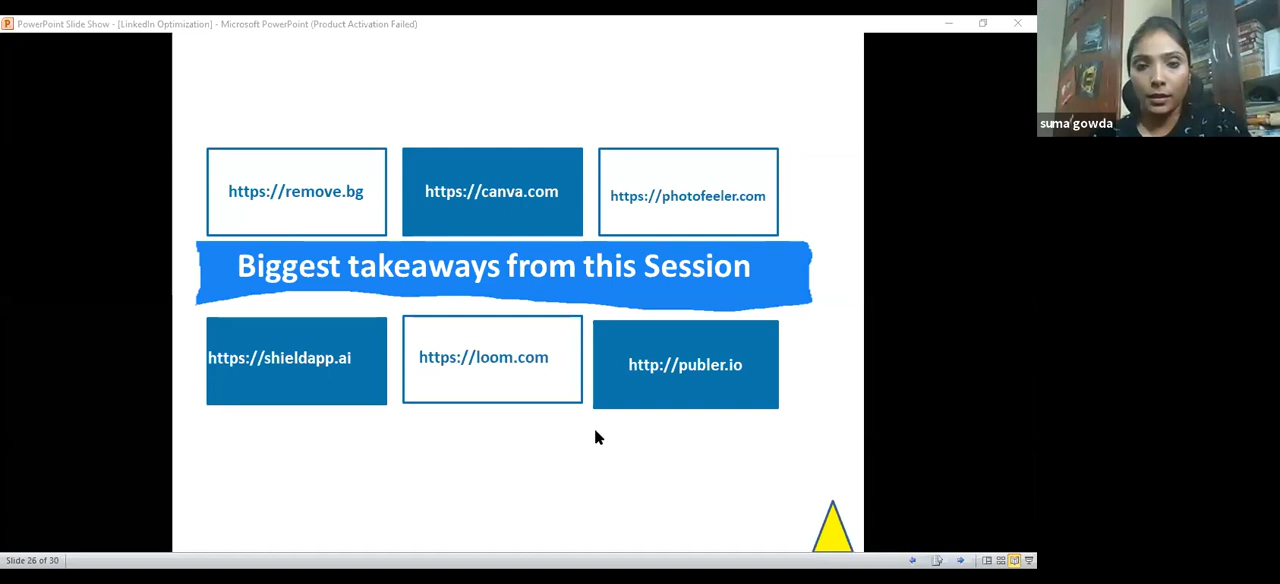 PowerPoint Slide Show - [LinkedIn Optimization] - Microsoft PowerPoint (Product Activation Failed)
suma gowda
https://remove.bg
https://canva.com
https://photofeeler.com
Biggest takeaways from this Session
https://shieldapp.ai
https://loom.com
http://publer.io
Slide 26 of 30